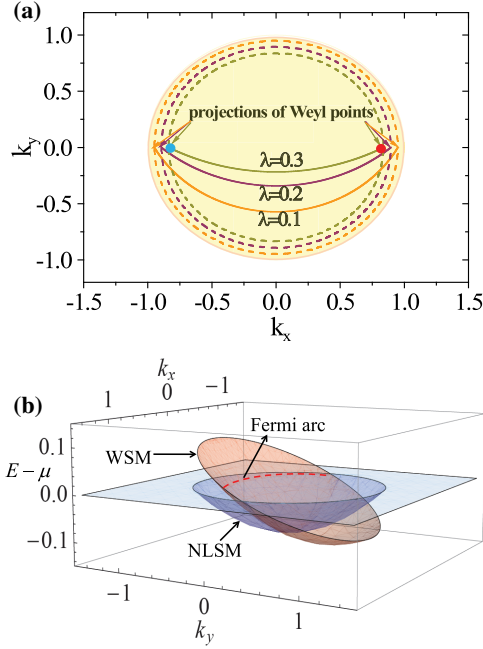 (a)
1.0
0.5
0.0
-0.5
-1.0
k_y
projections of Weyl points
λ=0.3
λ=0.2
λ=0.1
-1.5 -1.0 -0.5 0.0 0.5 1.0 1.5
k_x
(b)
k_x
1 0 -1
Fermi arc
0.1
WSM
E − μ
0.0
-0.1
NLSM
-1 0 1
k_y